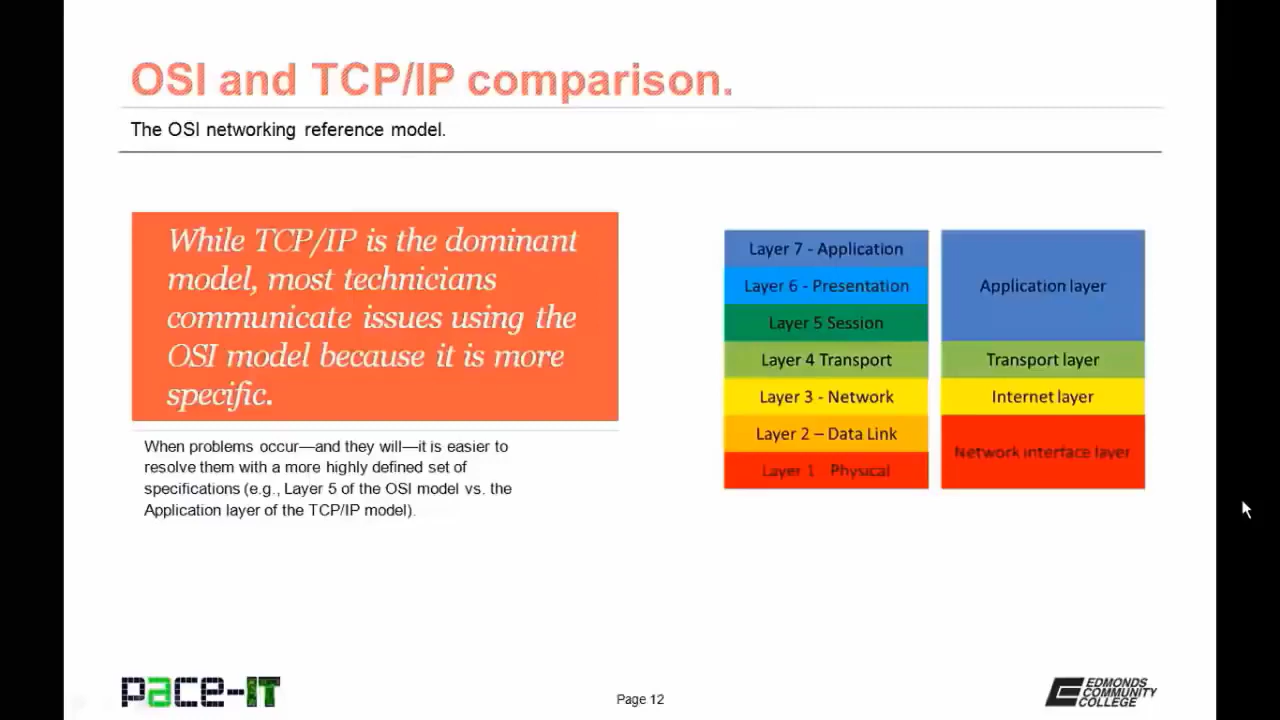 OSI and TCP/IP comparison.
The OSI networking reference model.
While TCP/IP is the dominant
model, most technicians
communicate issues using the
OSI model because it is more
specific.
When problems occur—and they will—it is easier to
resolve them with a more highly defined set of
specifications (e.g., Layer 5 of the OSI model vs. the
Application layer of the TCP/IP model).
Layer 7 - Application
Layer 6 - Presentation
Layer 5 Session
Layer 4 Transport
Layer 3 - Network
Layer 2 – Data Link
Layer 1 Physical
Application layer
Transport layer
Internet layer
Network interface layer
pace-IT
Page 12
EDMONDS
COMMUNITY
COLLEGE